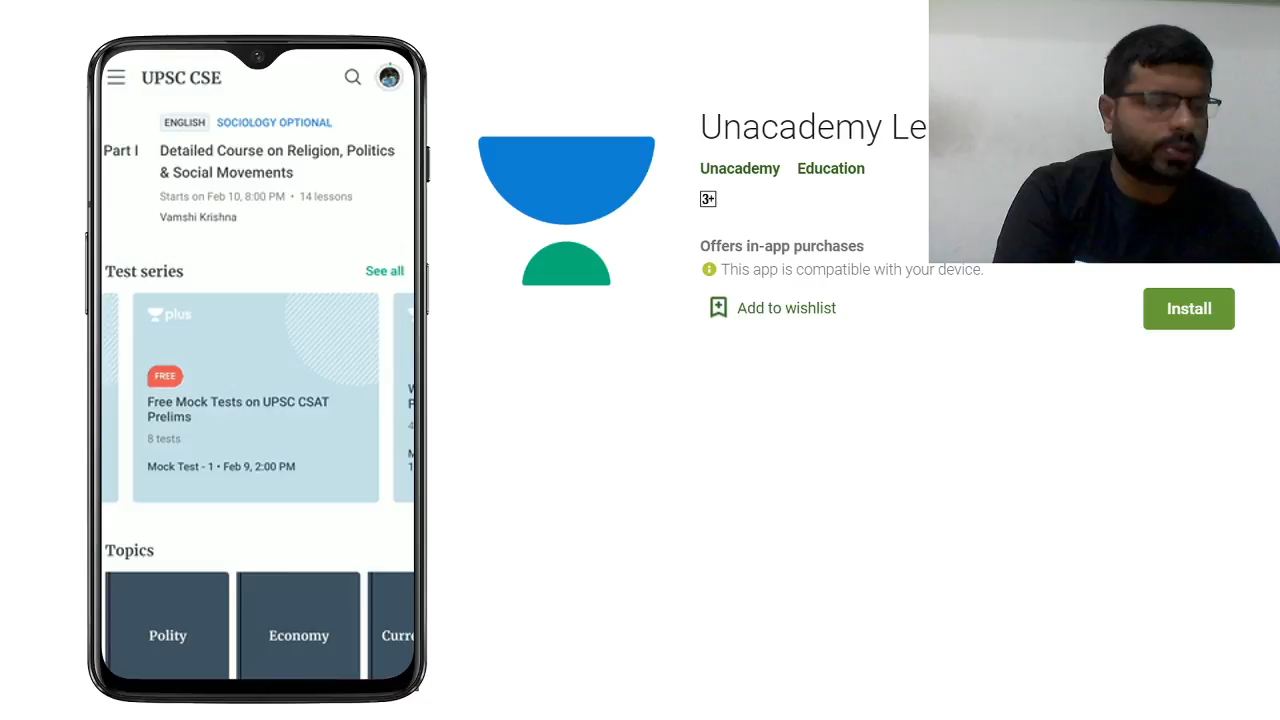 UPSC CSE
ENGLISH SOCIOLOGY OPTIONAL
Part I
Detailed Course on Religion, Politics
& Social Movements
Starts on Feb 10, 8:00 PM • 14 lessons
Vamshi Krishna
Test series
See all
plus
FREE
Free Mock Tests on UPSC CSAT
Prelims
8 tests
Mock Test - 1 • Feb 9, 2:00 PM
Topics
Polity
Economy
Curre
Unacademy Le
Unacademy Education
3+
Offers in-app purchases
This app is compatible with your device.
Add to wishlist
Install